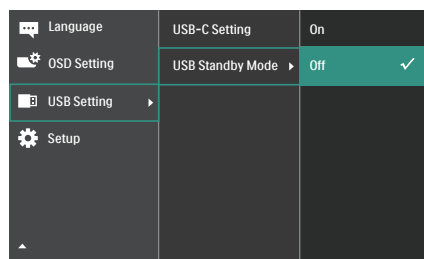 Language
OSD Setting
USB Setting
Setup
USB-C Setting
USB Standby Mode
On
Off